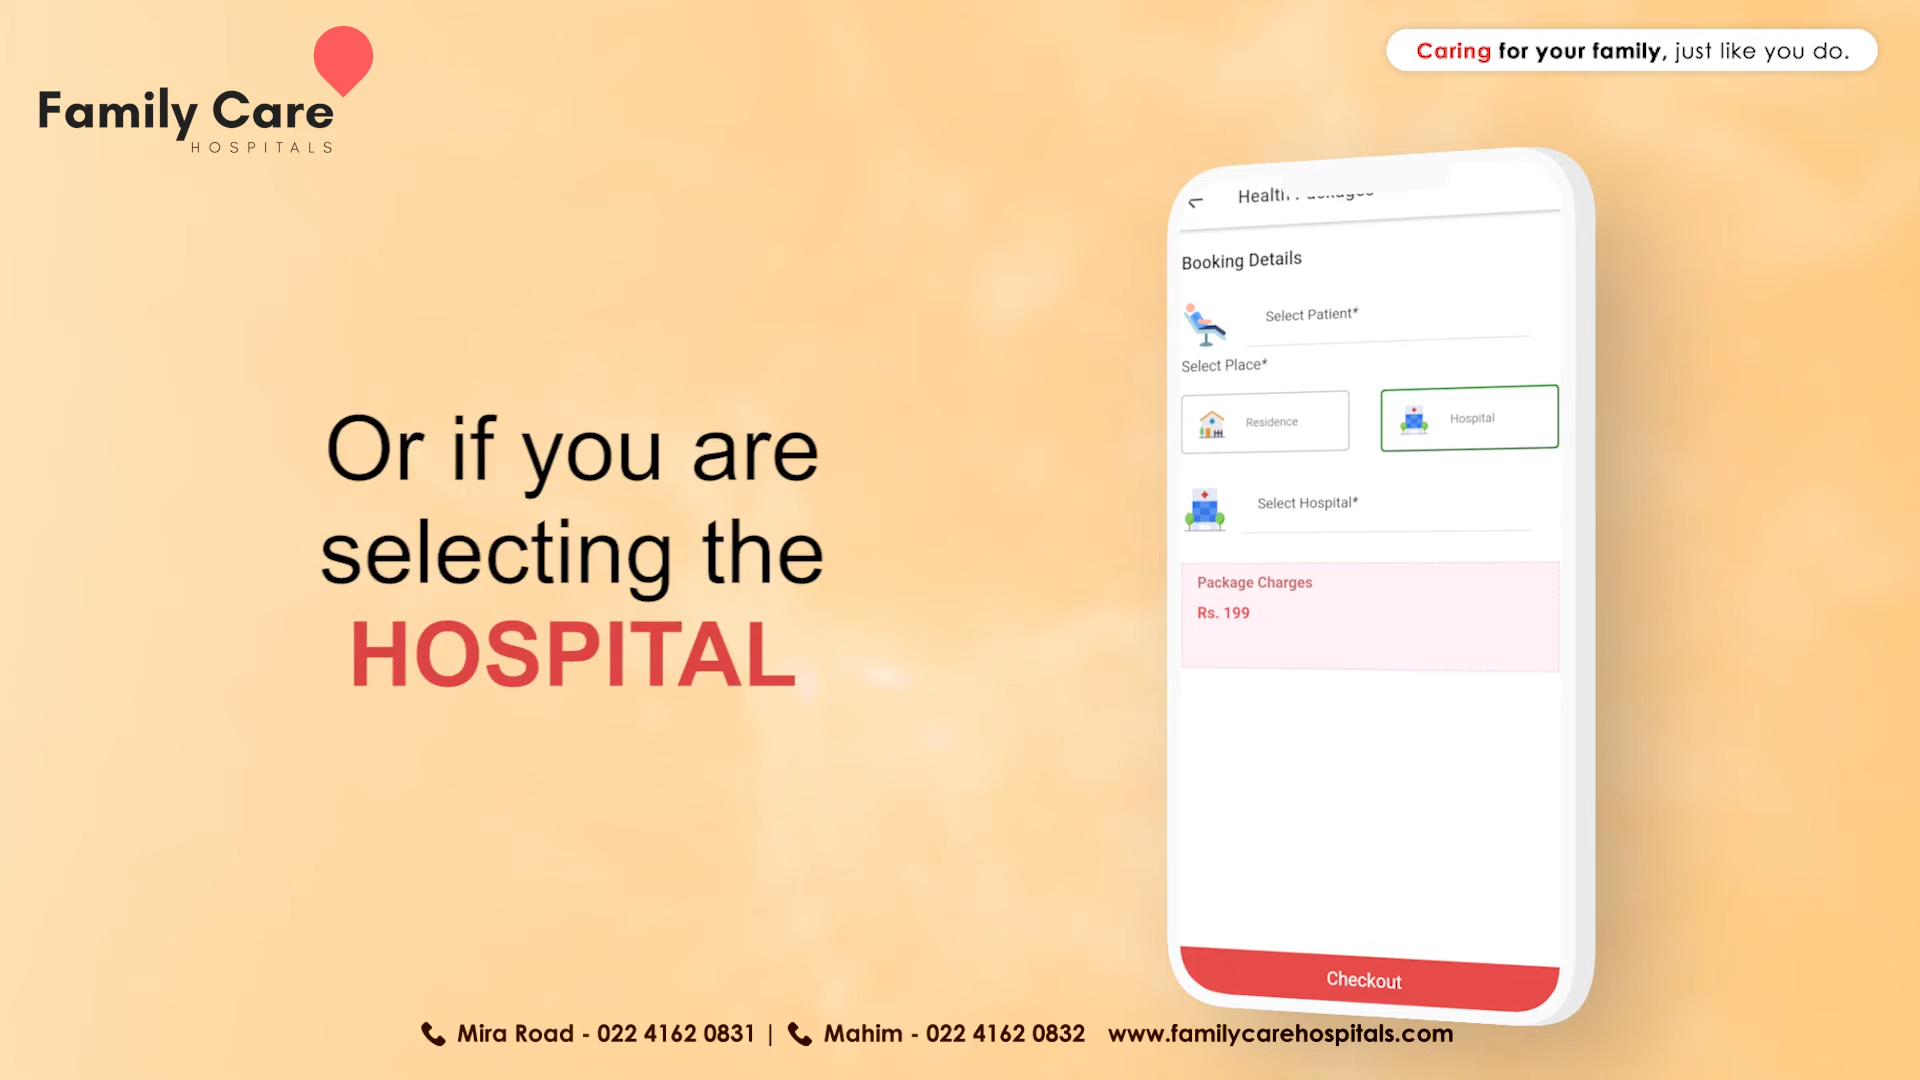 Family Care
HOSPITALS
Caring for your family, just like you do.
Or if you are
selecting the
HOSPITAL
Booking Details
Select Patient*
Select Place*
Residence
Hospital
Select Hospital*
Package Charges
Rs. 199
Checkout
Mira Road - 022 4162 0831 | Mahim - 022 4162 0832 www.familycarehospitals.com